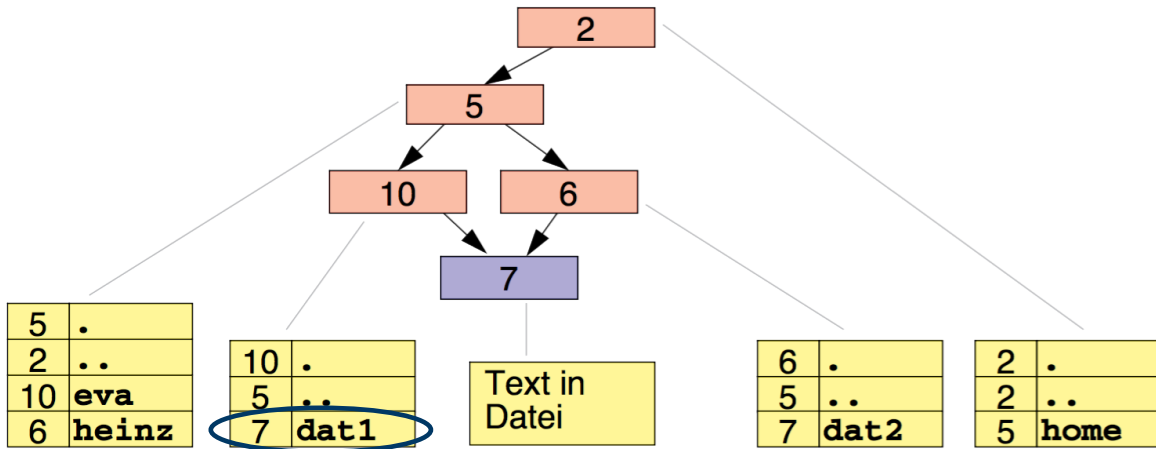 2
5
10 6
7
5 .
2 ..
10 eva
6 heinz
10 .
5 ..
7 dat1
Text in
Datei
6 .
5 ..
7 dat2
2 .
2 ..
5 home